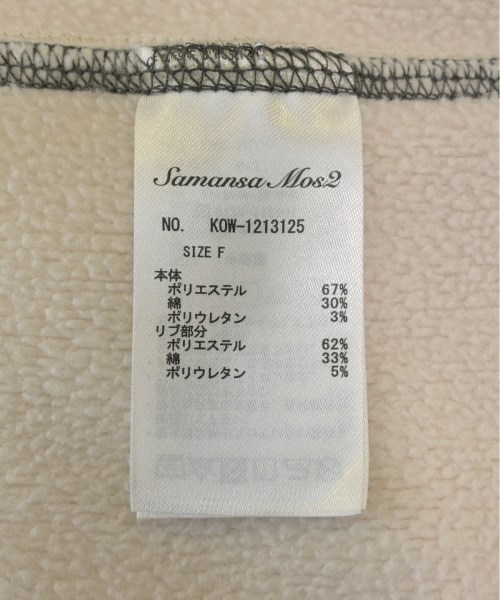 Samansa Mos2
NO. KOW-1213125
SIZE F
本体
ポリエステル 67%
綿 30%
ポリウレタン 3%
リブ部分
ポリエステル 62%
綿 33%
ポリウレタン 5%